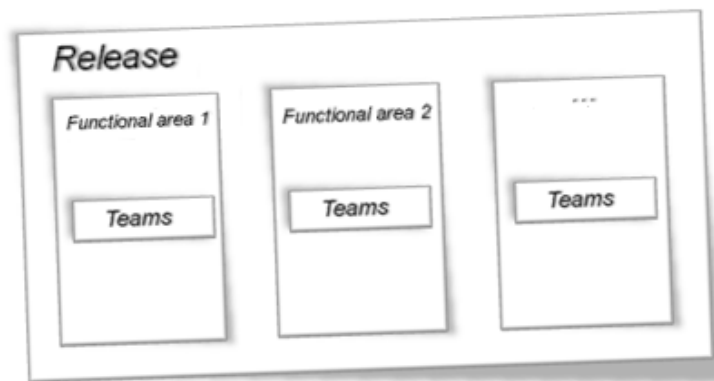 Release
Functional area 1
Functional area 2
---
Teams
Teams
Teams